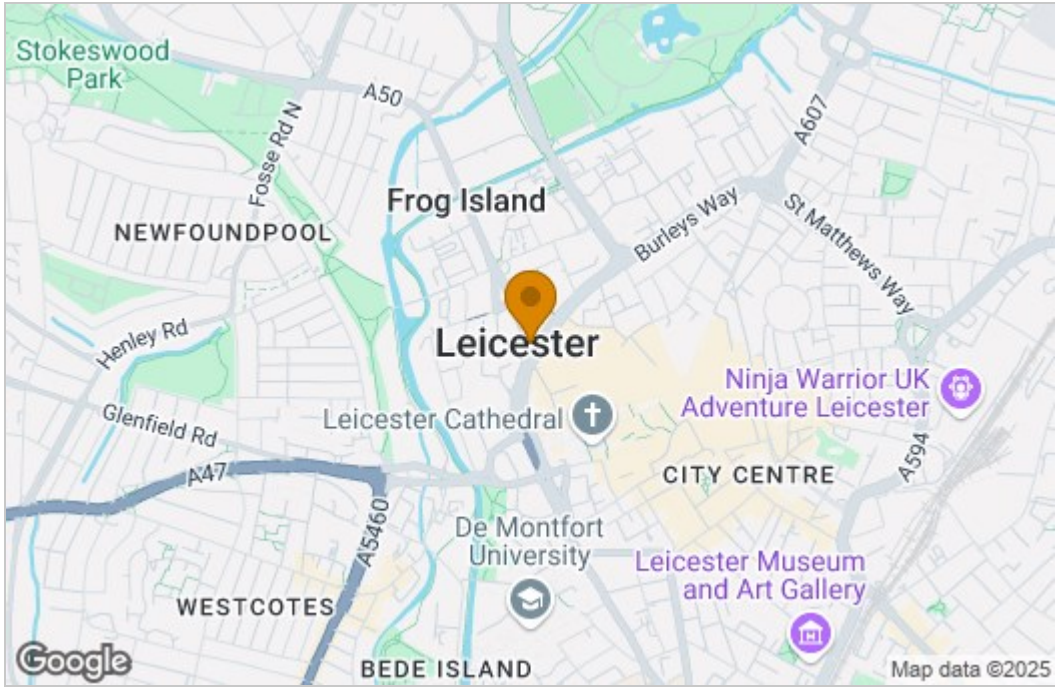 Stokeswood
Park
A50
Fosse Rd N
A607
Frog Island
NEWFOUNDPOOL
Burleys Way
St Matthews Way
Henley Rd
Leicester
Ninja Warrior UK
Adventure Leicester
Leicester Cathedral
Glenfield Rd
A594
CITY CENTRE
A47
A5460
De Montfort
University
Leicester Museum
and Art Gallery
WESTCOTES
BEDE ISLAND
Google
Map data ©2025